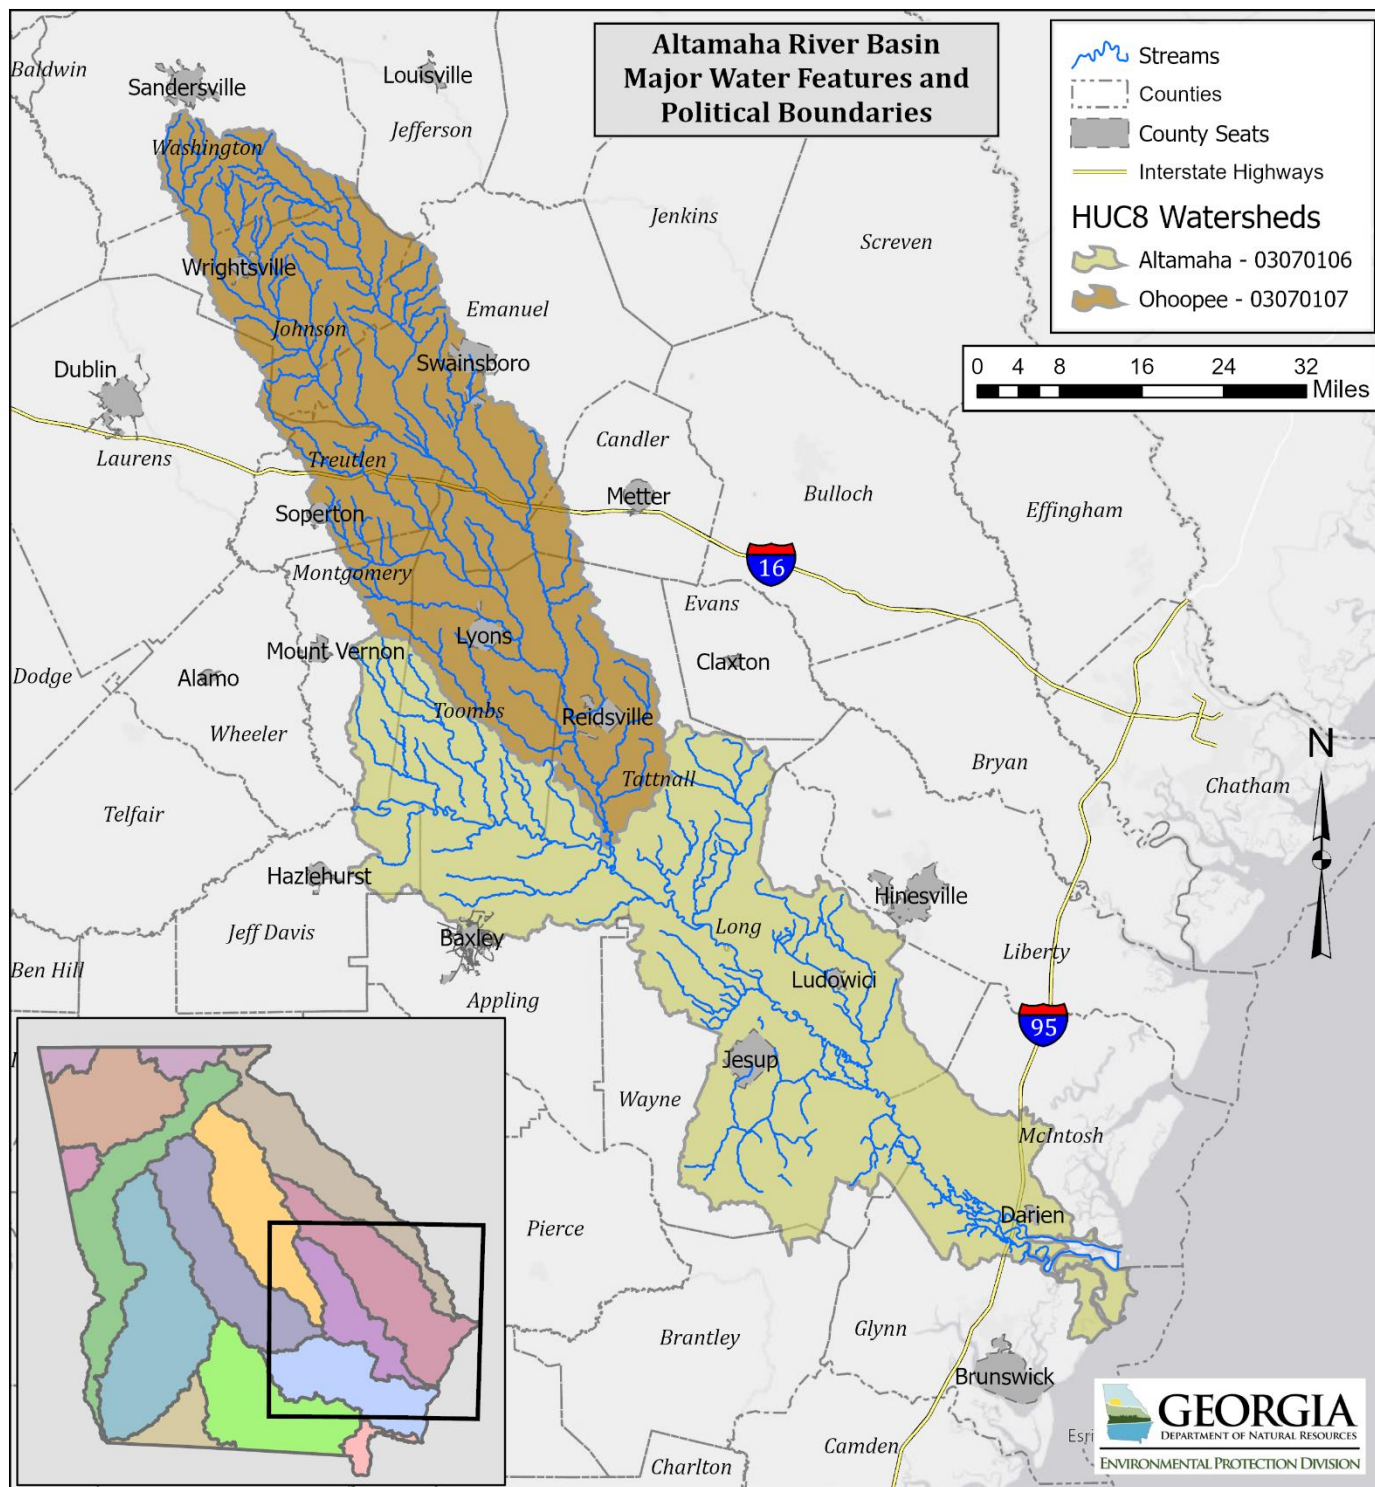 Altamaha River Basin
Major Water Features and
Political Boundaries
Streams
Counties
County Seats
Interstate Highways
HUC8 Watersheds
Altamaha - 03070106
Ohoopee - 03070107
0 4 8 16 24 32
Miles
Baldwin
Sandersville
Louisville
Jefferson
Washington
Jenkins
Screven
Wrightsville
Emanuel
Johnson
Swainsboro
Dublin
Candler
Laurens
Treutlen
Metter
Bulloch
Soperton
Effingham
16
Montgomery
Evans
Lyons
Mount Vernon
Claxton
Dodge
Alamo
Toombs
Reidsville
Wheeler
N
Bryan
Tattnall
Chatham
Telfair
Hazlehurst
Hinesville
Long
Jeff Davis
Baxley
Liberty
Ben Hill
Ludowici
Appling
95
Jesup
Wayne
McIntosh
Darien
Pierce
Glynn
Brantley
Brunswick
Camden
Charlton
Esri
GEORGIA
DEPARTMENT OF NATURAL RESOURCES
ENVIRONMENTAL PROTECTION DIVISION